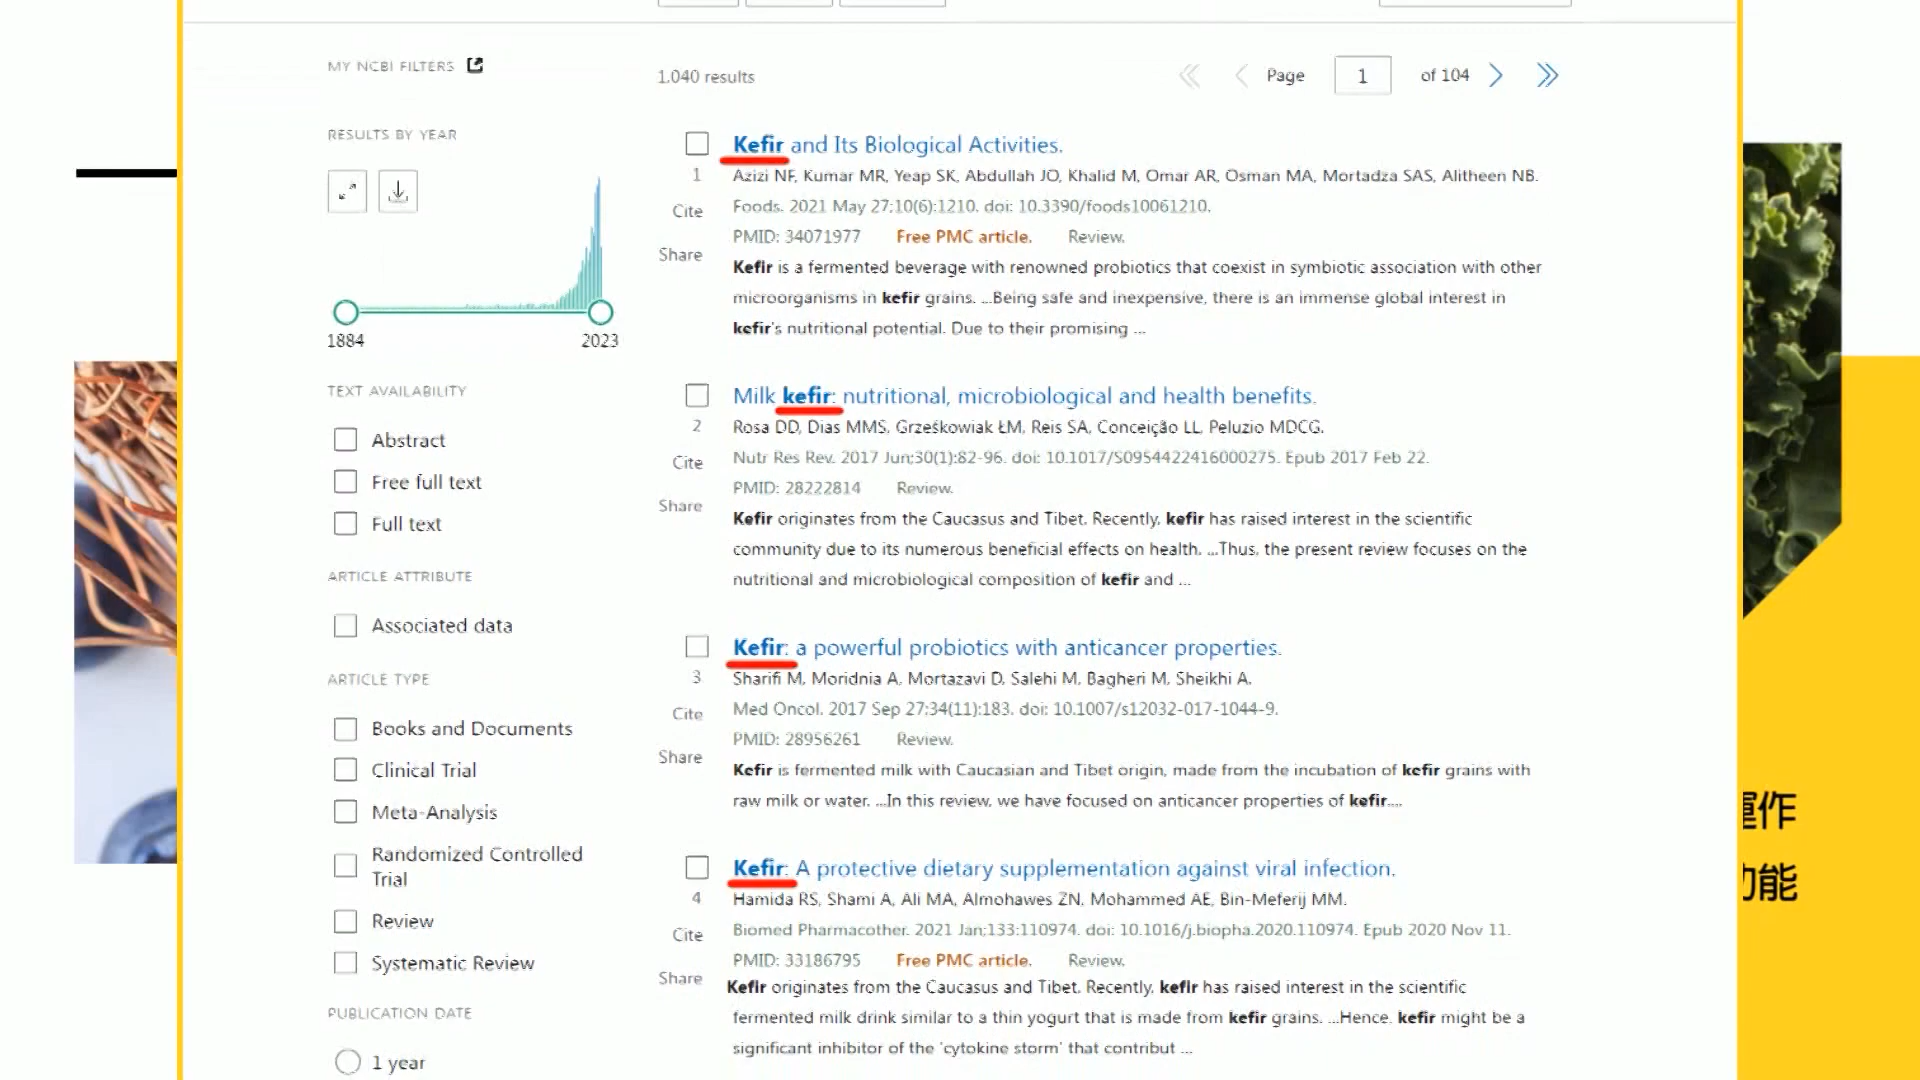 MY NCBI FILTERS
1,040 results
Page 1 of 104
RESULTS BY YEAR
1884
2023
TEXT AVAILABILITY
Abstract
Free full text
Full text
ARTICLE ATTRIBUTE
Associated data
ARTICLE TYPE
Books and Documents
Clinical Trial
Meta-Analysis
Randomized Controlled
Trial
Review
Systematic Review
PUBLICATION DATE
1 year
Kefir and Its Biological Activities.
1
Azizi NF, Kumar MR, Yeap SK, Abdullah JO, Khalid M, Omar AR, Osman MA, Mortadza SAS, Alitheen NB.
Cite
Foods. 2021 May 27;10(6):1210. doi: 10.3390/foods10061210.
PMID: 34071977 Free PMC article. Review.
Share
Kefir is a fermented beverage with renowned probiotics that coexist in symbiotic association with other
microorganisms in kefir grains. ...Being safe and inexpensive, there is an immense global interest in
kefir's nutritional potential. Due to their promising ...
Milk kefir: nutritional, microbiological and health benefits.
2
Rosa DD, Dias MMS, Grześkowiak ŁM, Reis SA, Conceição LL, Peluzio MDCG.
Cite
Nutr Res Rev. 2017 Jun;30(1):82-96. doi: 10.1017/S0954422416000275. Epub 2017 Feb 22.
PMID: 28222814 Review.
Share
Kefir originates from the Caucasus and Tibet. Recently, kefir has raised interest in the scientific
community due to its numerous beneficial effects on health. ...Thus, the present review focuses on the
nutritional and microbiological composition of kefir and ...
Kefir: a powerful probiotics with anticancer properties.
3
Sharifi M, Moridnia A, Mortazavi D, Salehi M, Bagheri M, Sheikhi A.
Cite
Med Oncol. 2017 Sep 27;34(11):183. doi: 10.1007/s12032-017-1044-9.
PMID: 28956261 Review.
Share
Kefir is fermented milk with Caucasian and Tibet origin, made from the incubation of kefir grains with
raw milk or water. ...In this review, we have focused on anticancer properties of kefir....
Kefir: A protective dietary supplementation against viral infection.
4
Hamida RS, Shami A, Ali MA, Almohawes ZN, Mohammed AE, Bin-Meferij MM.
Cite
Biomed Pharmacother. 2021 Jan;133:110974. doi: 10.1016/j.biopha.2020.110974. Epub 2020 Nov 11.
PMID: 33186795 Free PMC article. Review.
Share
Kefir originates from the Caucasus and Tibet. Recently, kefir has raised interest in the scientific
fermented milk drink similar to a thin yogurt that is made from kefir grains. ...Hence, kefir might be a
significant inhibitor of the 'cytokine storm' that contribut ...
運作
功能